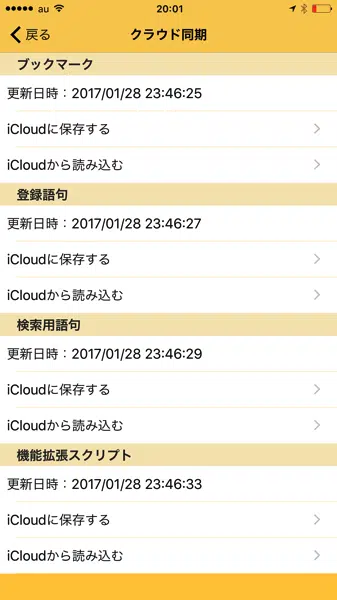 au 20:01
戻る クラウド同期
ブックマーク
更新日時：2017/01/28 23:46:25
iCloudに保存する
iCloudから読み込む
登録語句
更新日時：2017/01/28 23:46:27
iCloudに保存する
iCloudから読み込む
検索用語句
更新日時：2017/01/28 23:46:29
iCloudに保存する
iCloudから読み込む
機能拡張スクリプト
更新日時：2017/01/28 23:46:33
iCloudに保存する
iCloudから読み込む